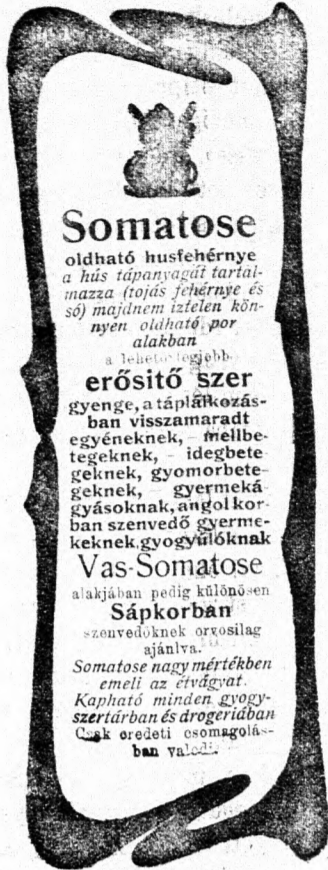 Somatose
oldható husfehérnye
a hús tápanyagát tartal-
mazza (tojás fehérnye és
só) majdnem iztelen kön-
nyen oldható por
alakban
a lehető legjobb
erősitő szer
gyenge, a táplálkozás-
ban visszamaradt
egyéneknek, mellbe-
tegeknek, idegbete
geknek, gyomorbete-
geknek, gyermeká
gyásoknak, angol kor-
ban szenvedő gyerme-
keknek, gyogyúlóknak
Vas-Somatose
alakjában pedig különösen
Sápkorban
szenvedőknek orvosilag
ajánlva.
Somatose nagy mértékben
emeli az étvágyat.
Kapható minden gyogy-
szertárban és drogeriában
Csak eredeti csomagolás-
ban valódi.